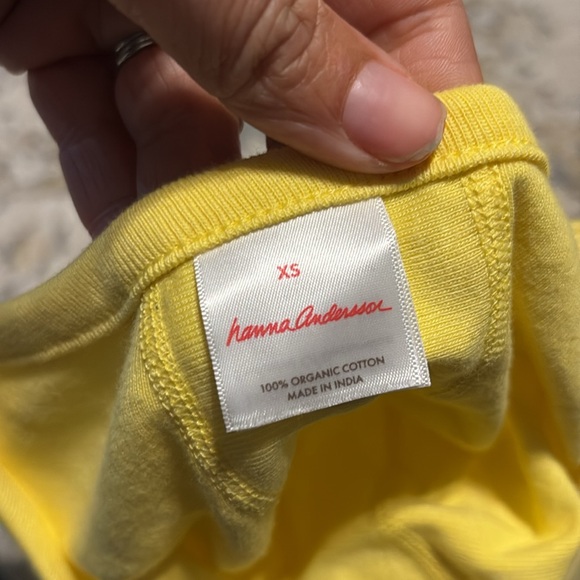 XS
hanna Andersson
100% ORGANIC COTTON
MADE IN INDIA